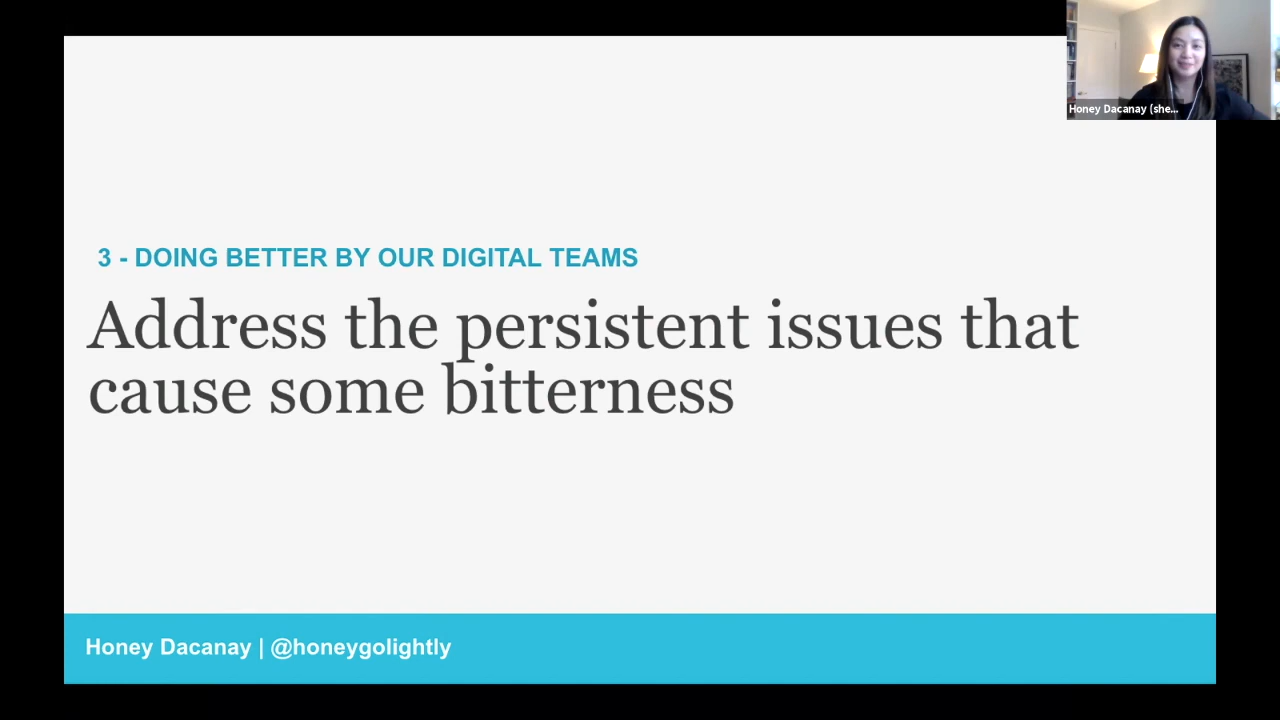 Honey Dacanay (she...
3 - DOING BETTER BY OUR DIGITAL TEAMS
Address the persistent issues that
cause some bitterness
Honey Dacanay | @honeygolightly